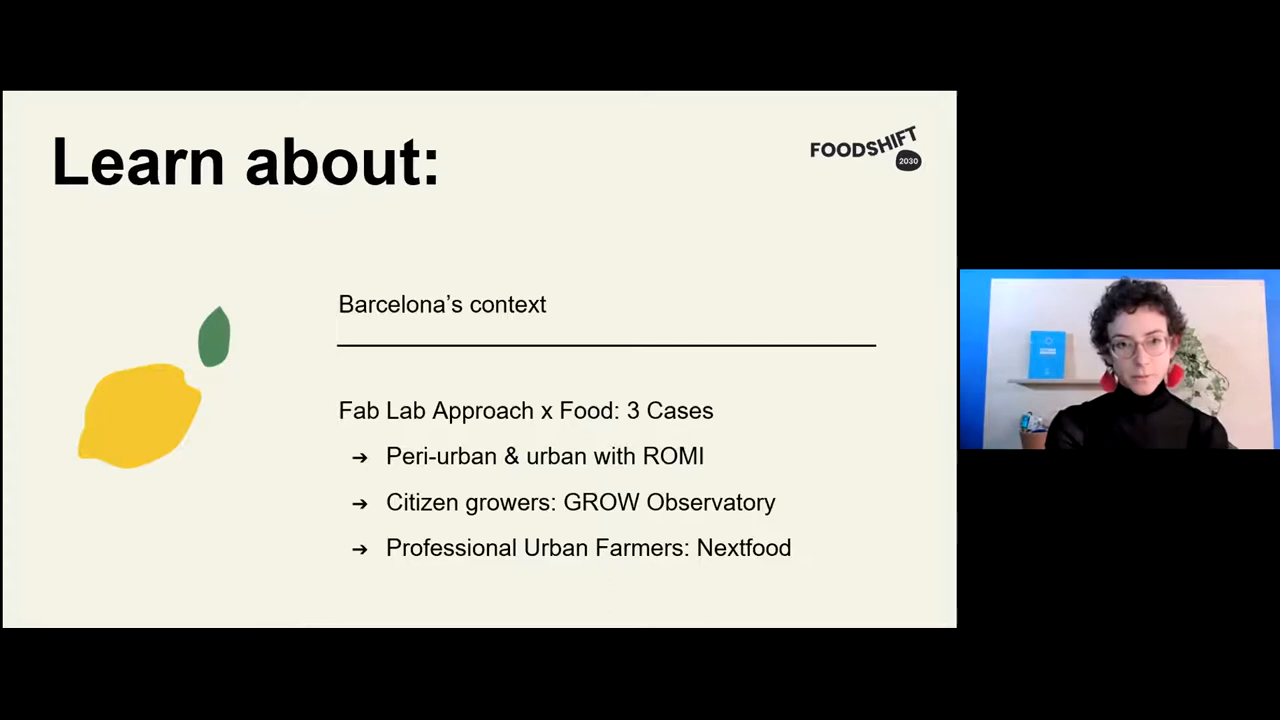 Learn about:
FOODSHIFT
2030
Barcelona’s context
Fab Lab Approach x Food: 3 Cases
➔ Peri-urban & urban with ROMI
➔ Citizen growers: GROW Observatory
➔ Professional Urban Farmers: Nextfood